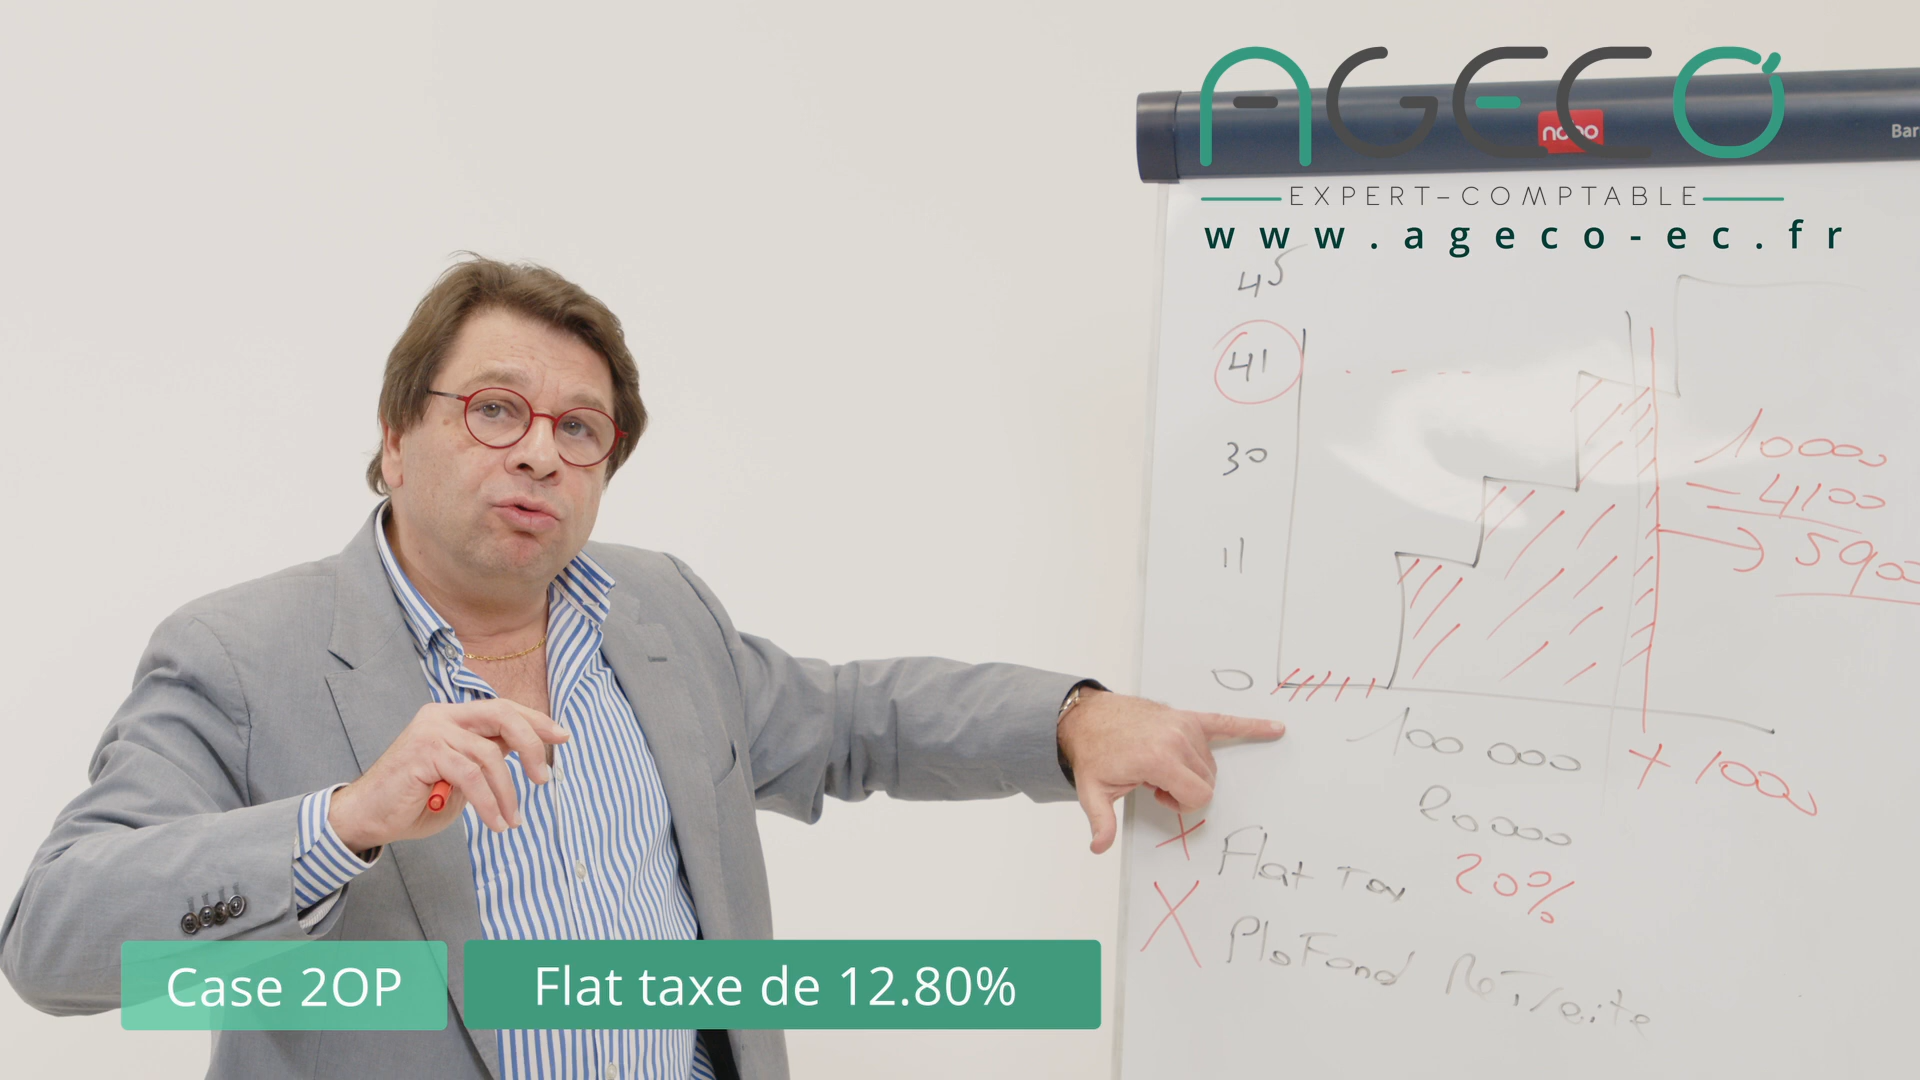 AGECO
nobo
Bar
EXPERT-COMPTABLE
www.ageco-ec.fr
45
41
30
11
0
10000
- 4100
5900
100 000
+ 10000
20000
x Flat Tax 20%
X Plafond Retraite
Case 2OP
Flat taxe de 12.80%